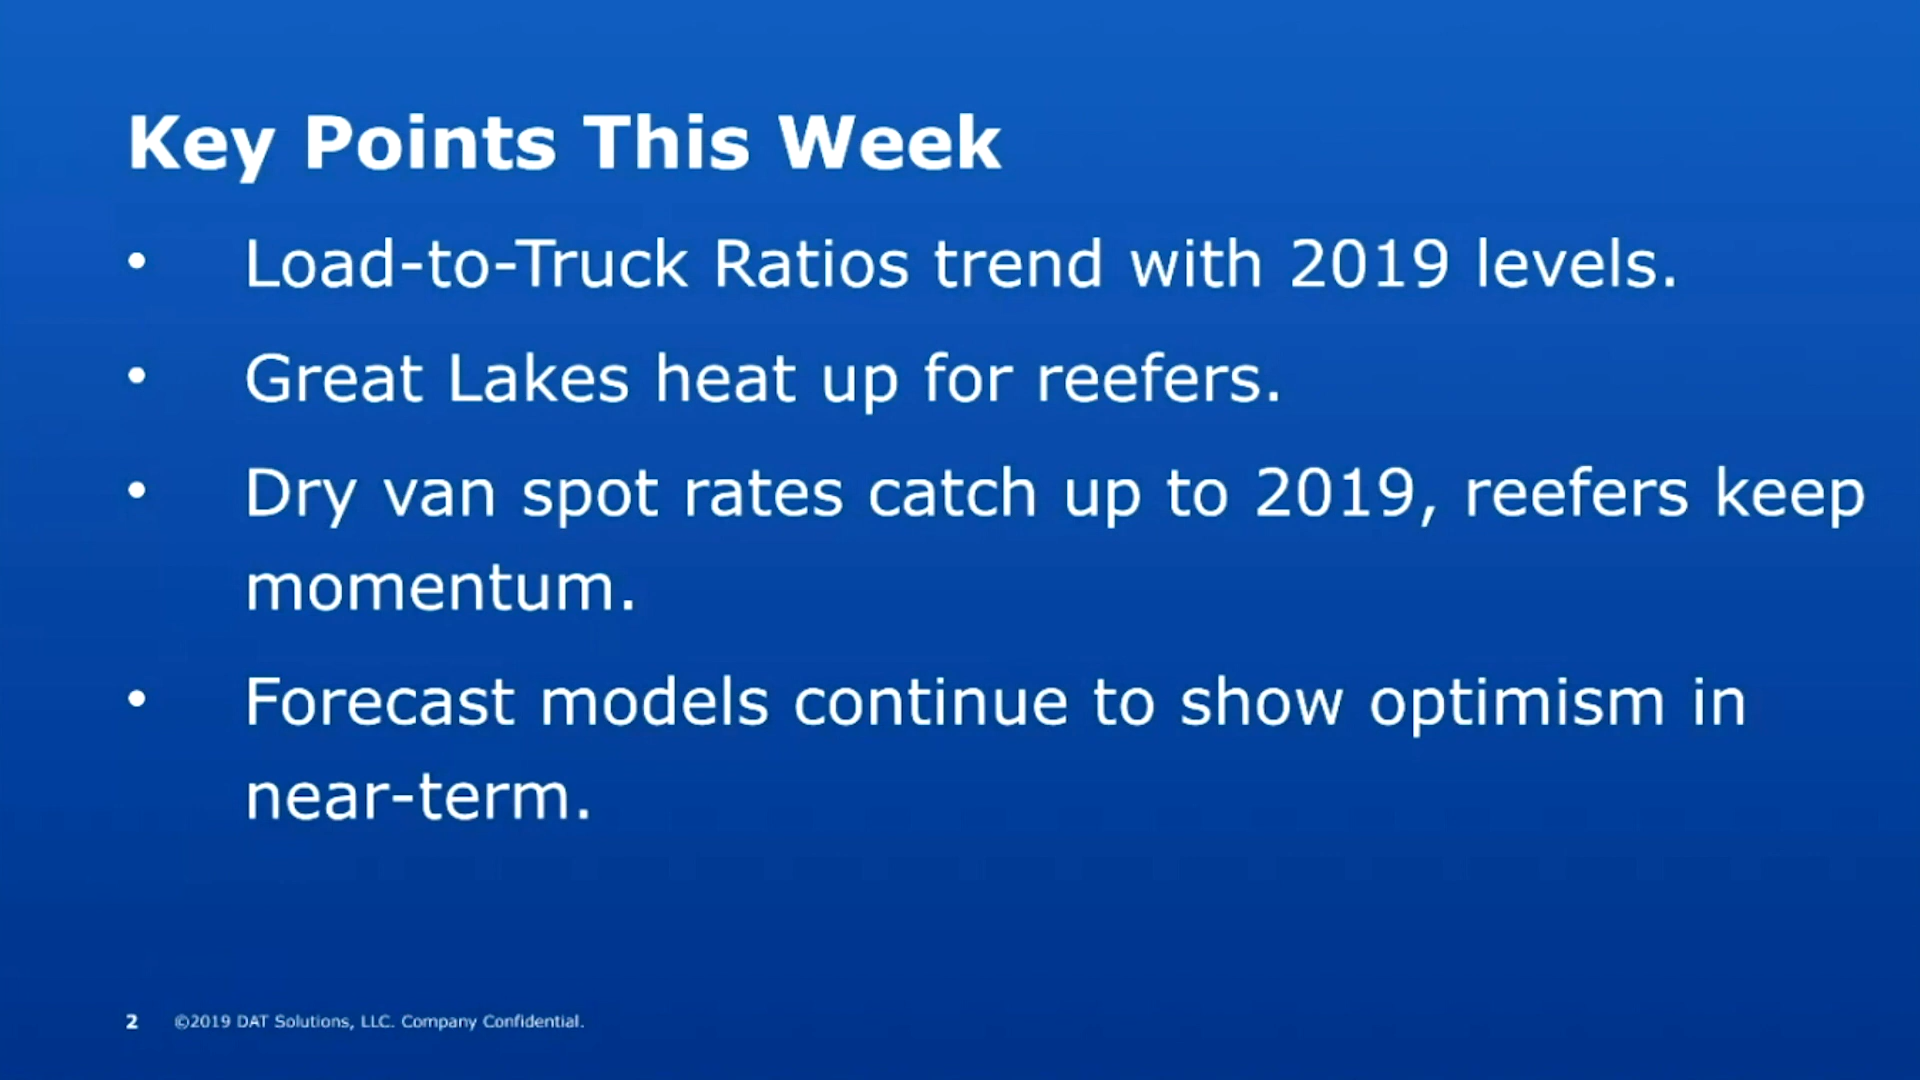 Key Points This Week
• Load-to-Truck Ratios trend with 2019 levels.
• Great Lakes heat up for reefers.
• Dry van spot rates catch up to 2019, reefers keep
momentum.
• Forecast models continue to show optimism in
near-term.
2 ©2019 DAT Solutions, LLC. Company Confidential.